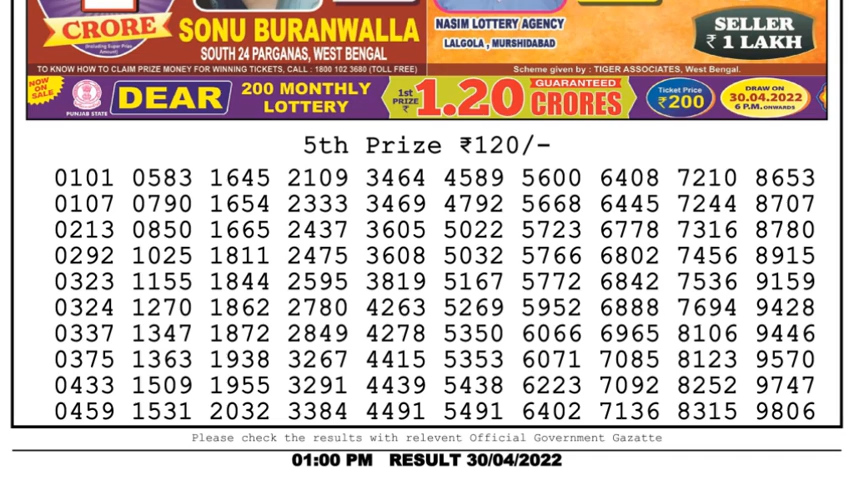 CRORE
(Including Super Prize Amount)
SONU BURANWALLA
SOUTH 24 PARGANAS, WEST BENGAL
NASIM LOTTERY AGENCY
LALGOLA, MURSHIDABAD
SELLER
₹ 1 LAKH
TO KNOW HOW TO CLAIM PRIZE MONEY FOR WINNING TICKETS, CALL : 1800 102 3680 (TOLL FREE)
Scheme given by : TIGER ASSOCIATES, West Bengal.
NOW ON SALE
PUNJAB STATE
DEAR
200 MONTHLY
LOTTERY
1st PRIZE ₹
1.20
GUARANTEED
CRORES
Ticket Price
₹200
DRAW ON
30.04.2022
6 P.M. ONWARDS
5th Prize ₹120/-
0101 0583 1645 2109 3464 4589 5600 6408 7210 8653
0107 0790 1654 2333 3469 4792 5668 6445 7244 8707
0213 0850 1665 2437 3605 5022 5723 6778 7316 8780
0292 1025 1811 2475 3608 5032 5766 6802 7456 8915
0323 1155 1844 2595 3819 5167 5772 6842 7536 9159
0324 1270 1862 2780 4263 5269 5952 6888 7694 9428
0337 1347 1872 2849 4278 5350 6066 6965 8106 9446
0375 1363 1938 3267 4415 5353 6071 7085 8123 9570
0433 1509 1955 3291 4439 5438 6223 7092 8252 9747
0459 1531 2032 3384 4491 5491 6402 7136 8315 9806
Please check the results with relevent Official Government Gazatte
01:00 PM RESULT 30/04/2022